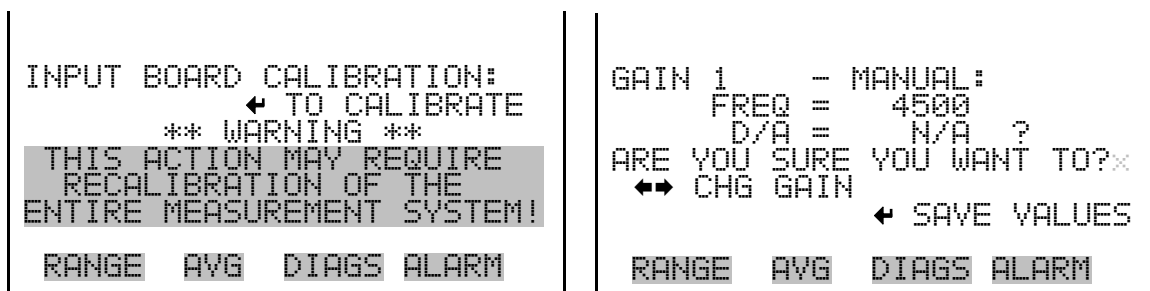 INPUT BOARD CALIBRATION:
↵ TO CALIBRATE
** WARNING **
THIS ACTION MAY REQUIRE
RECALIBRATION OF THE
ENTIRE MEASUREMENT SYSTEM!
RANGE AVG DIAGS ALARM
GAIN 1 - MANUAL:
FREQ = 4500
D/A = N/A ?
ARE YOU SURE YOU WANT TO?x
←→ CHG GAIN
↵ SAVE VALUES
RANGE AVG DIAGS ALARM